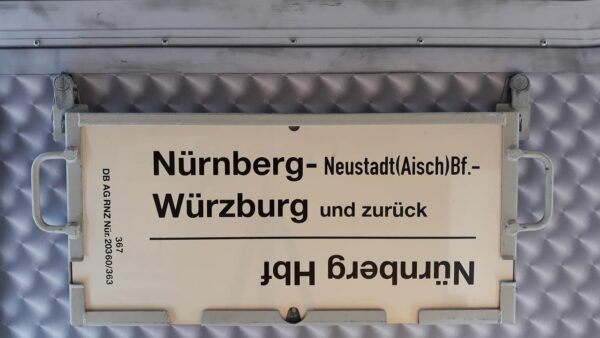 Nürnberg- Neustadt(Aisch)Bf.-
Würzburg und zurück
Nürnberg Hbf
367
DB AG RNZ Nür. 20360/363